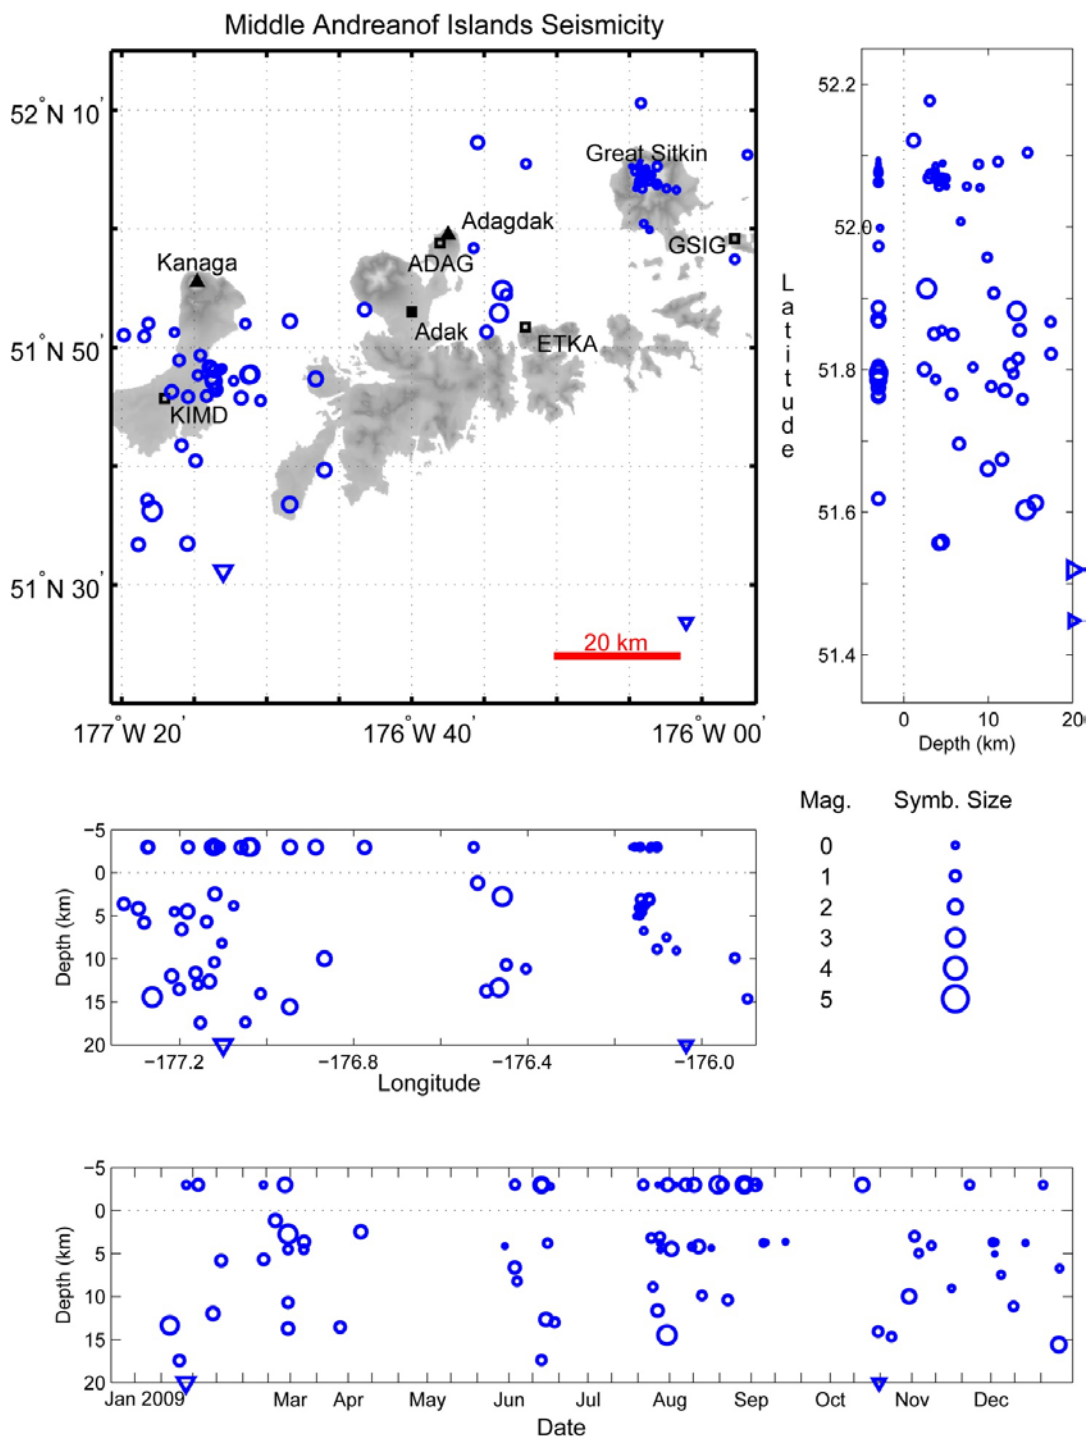 Middle Andreanof Islands Seismicity
52°N 10'
51°N 50'
51°N 30'
Great Sitkin
Adagdak
Kanaga
ADAG
GSIG
Adak
ETKA
KIMD
20 km
177°W 20'
176°W 40'
176°W 00'
52.2
52.0
51.8
51.6
51.4
Latitude
0
10
20
Depth (km)
Mag.
Symb. Size
0
1
2
3
4
5
−5
0
5
10
15
20
Depth (km)
−177.2
−176.8
−176.4
−176.0
Longitude
−5
0
5
10
15
20
Depth (km)
Jan 2009
Mar
Apr
May
Jun
Jul
Aug
Sep
Oct
Nov
Dec
Date